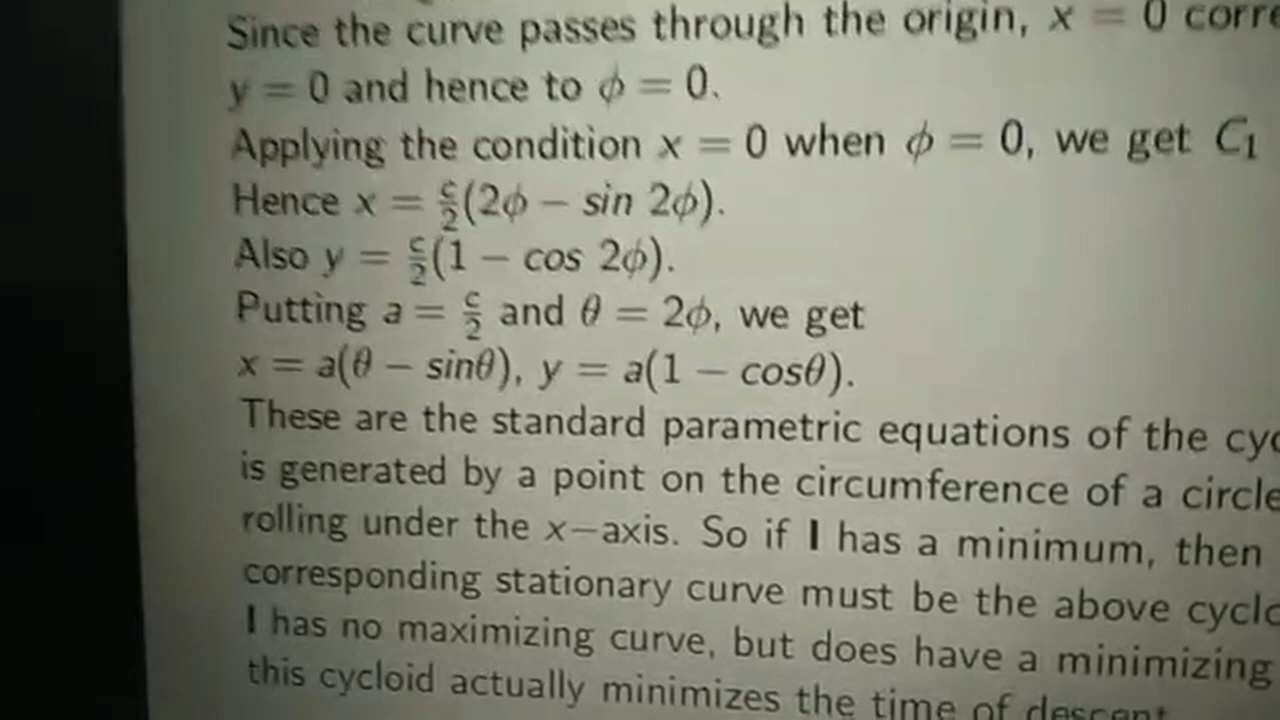 Since the curve passes through the origin, x = 0
y = 0 and hence to ϕ = 0.
Applying the condition x = 0 when ϕ = 0, we get C₁
Hence x = c/2(2ϕ − sin 2ϕ).
Also y = c/2(1 − cos 2ϕ).
Putting a = c/2 and θ = 2ϕ, we get
x = a(θ − sinθ), y = a(1 − cosθ).
These are the standard parametric equations of the
is generated by a point on the circumference of a circle
rolling under the x−axis. So if I has a minimum, then
corresponding stationary curve must be the above
I has no maximizing curve, but does have a minimizing
this cycloid actually minimizes the time of descent